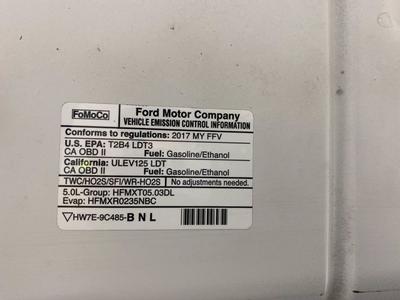 FoMoCo
Ford Motor Company
VEHICLE EMISSION CONTROL INFORMATION
Conforms to regulations: 2017 MY FFV
U.S. EPA: T2B4 LDT3
CA OBD II Fuel: Gasoline/Ethanol
California: ULEV125 LDT
CA OBD II Fuel: Gasoline/Ethanol
TWC/HO2S/SFI/WR-HO2S No adjustments needed.
5.0L-Group: HFMXT05.03DL
Evap: HFMXR0235NBC
HW7E-9C485-BNL